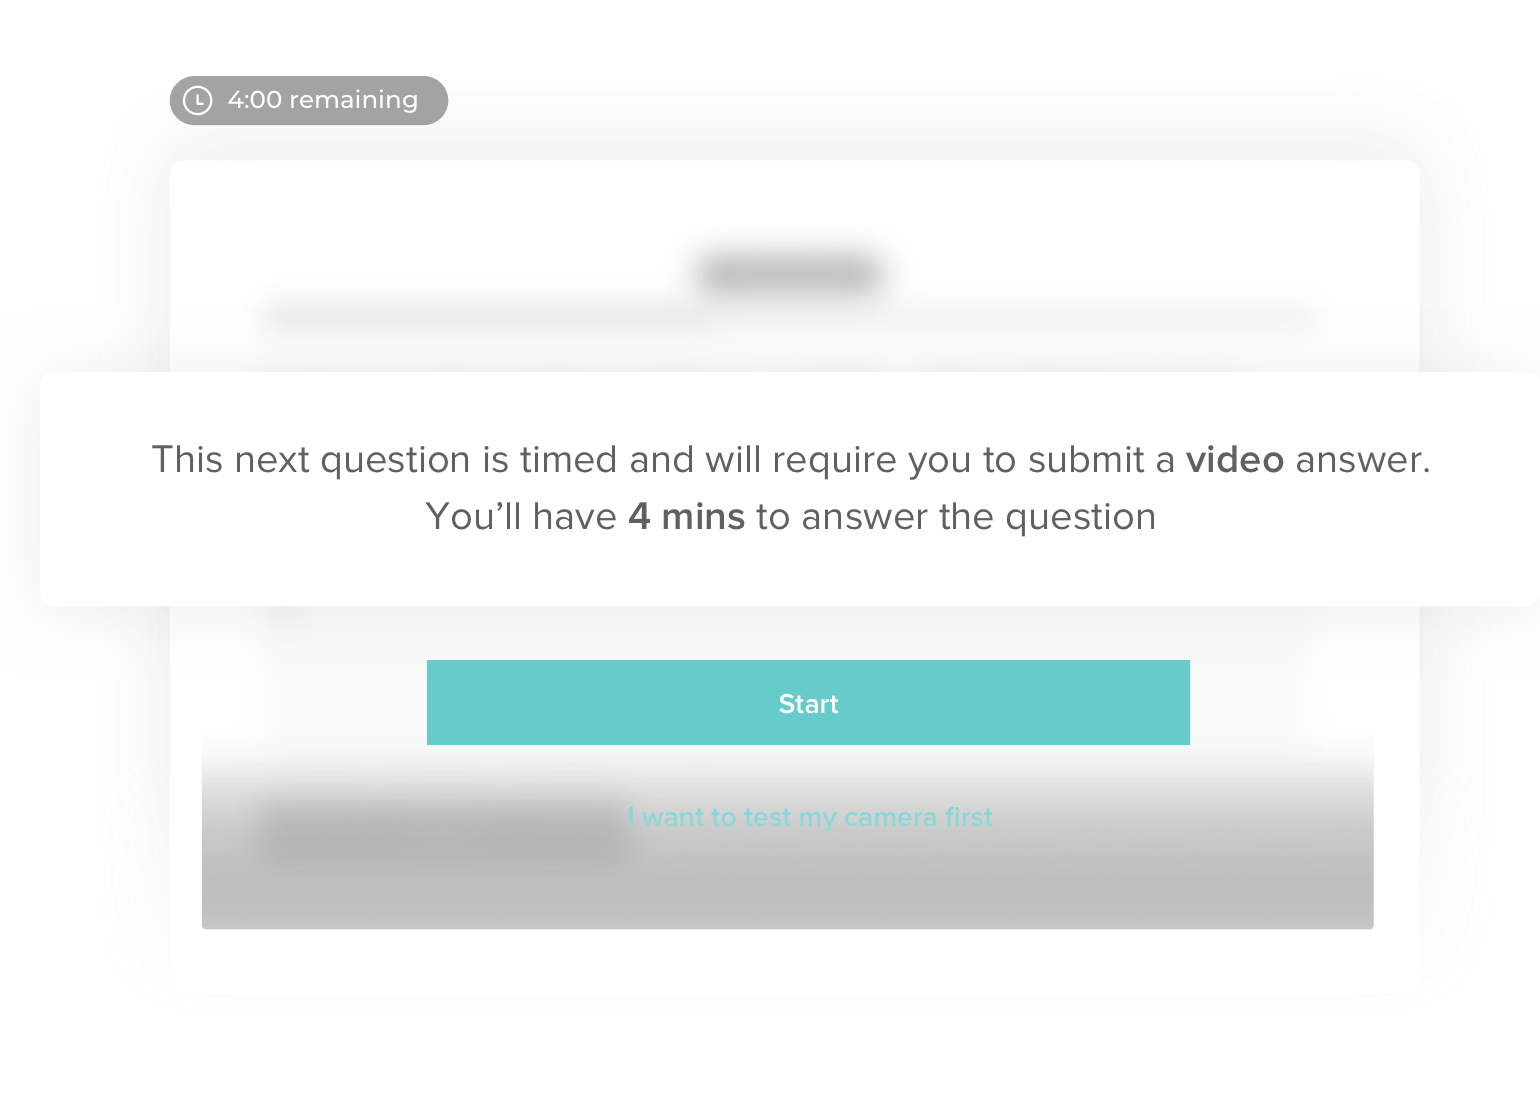 4:00 remaining
This next question is timed and will require you to submit a video answer.
You’ll have 4 mins to answer the question
Start
I want to test my camera first